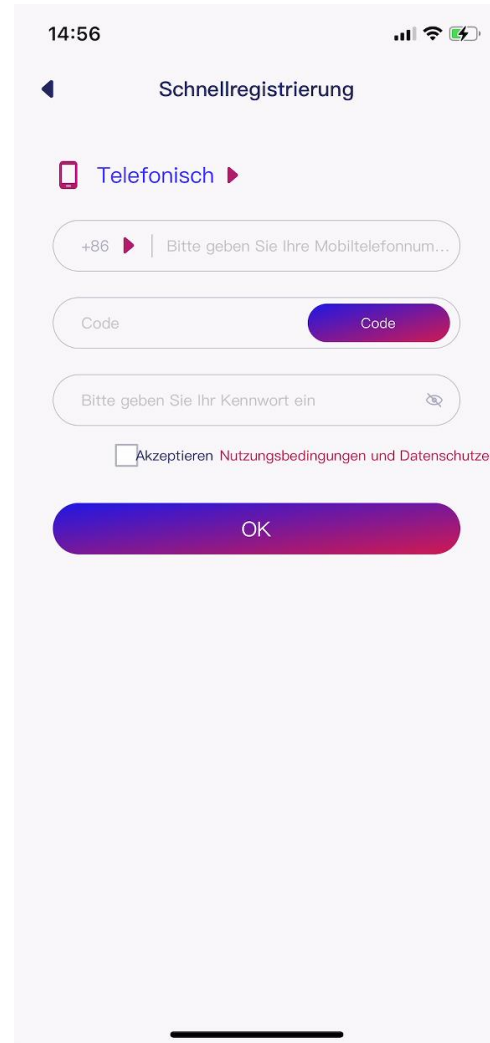 14:56
Schnellregistrierung
Telefonisch
+86 Bitte geben Sie Ihre Mobiltelefonnum...
Code Code
Bitte geben Sie Ihr Kennwort ein
Akzeptieren Nutzungsbedingungen und Datenschutze
OK